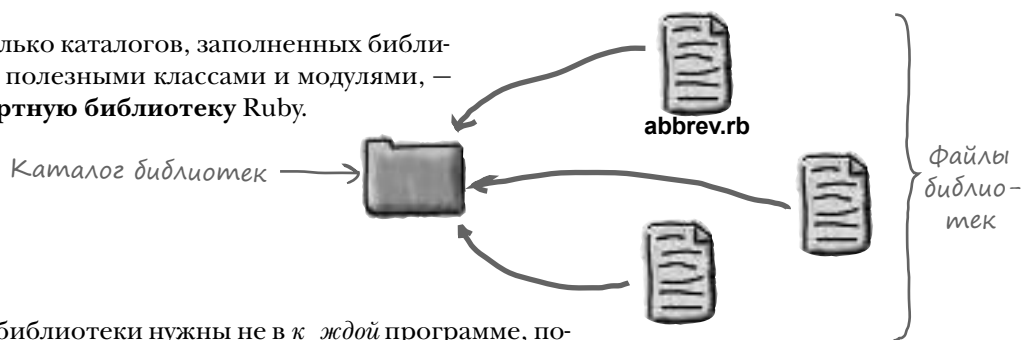 олько каталогов, заполненных библи-
полезными классами и модулями, —
ртную библиотеку Ruby.
abbrev.rb
Каталог библиотек
Файлы
библио-
тек
библиотеки нужны не в к ждой программе, по-